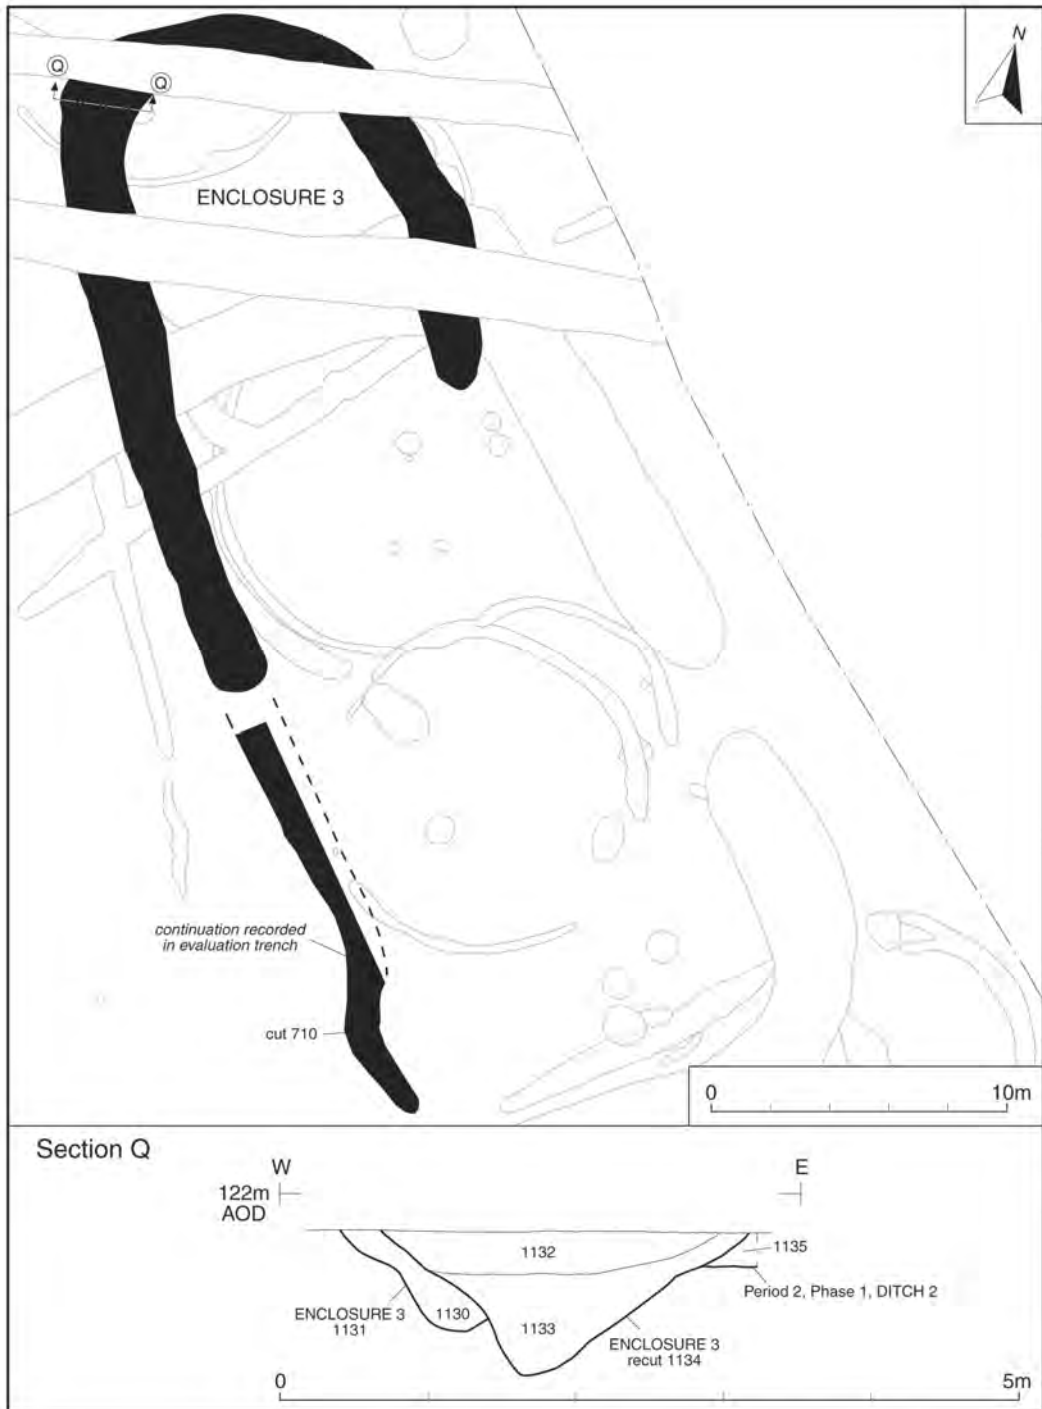 N
Q
Q
ENCLOSURE 3
continuation recorded
in evaluation trench
cut 710
0
10m
Section Q
W
E
122m
AOD
1132
1135
Period 2, Phase 1, DITCH 2
ENCLOSURE 3
1131
1130
1133
ENCLOSURE 3
recut 1134
0
5m